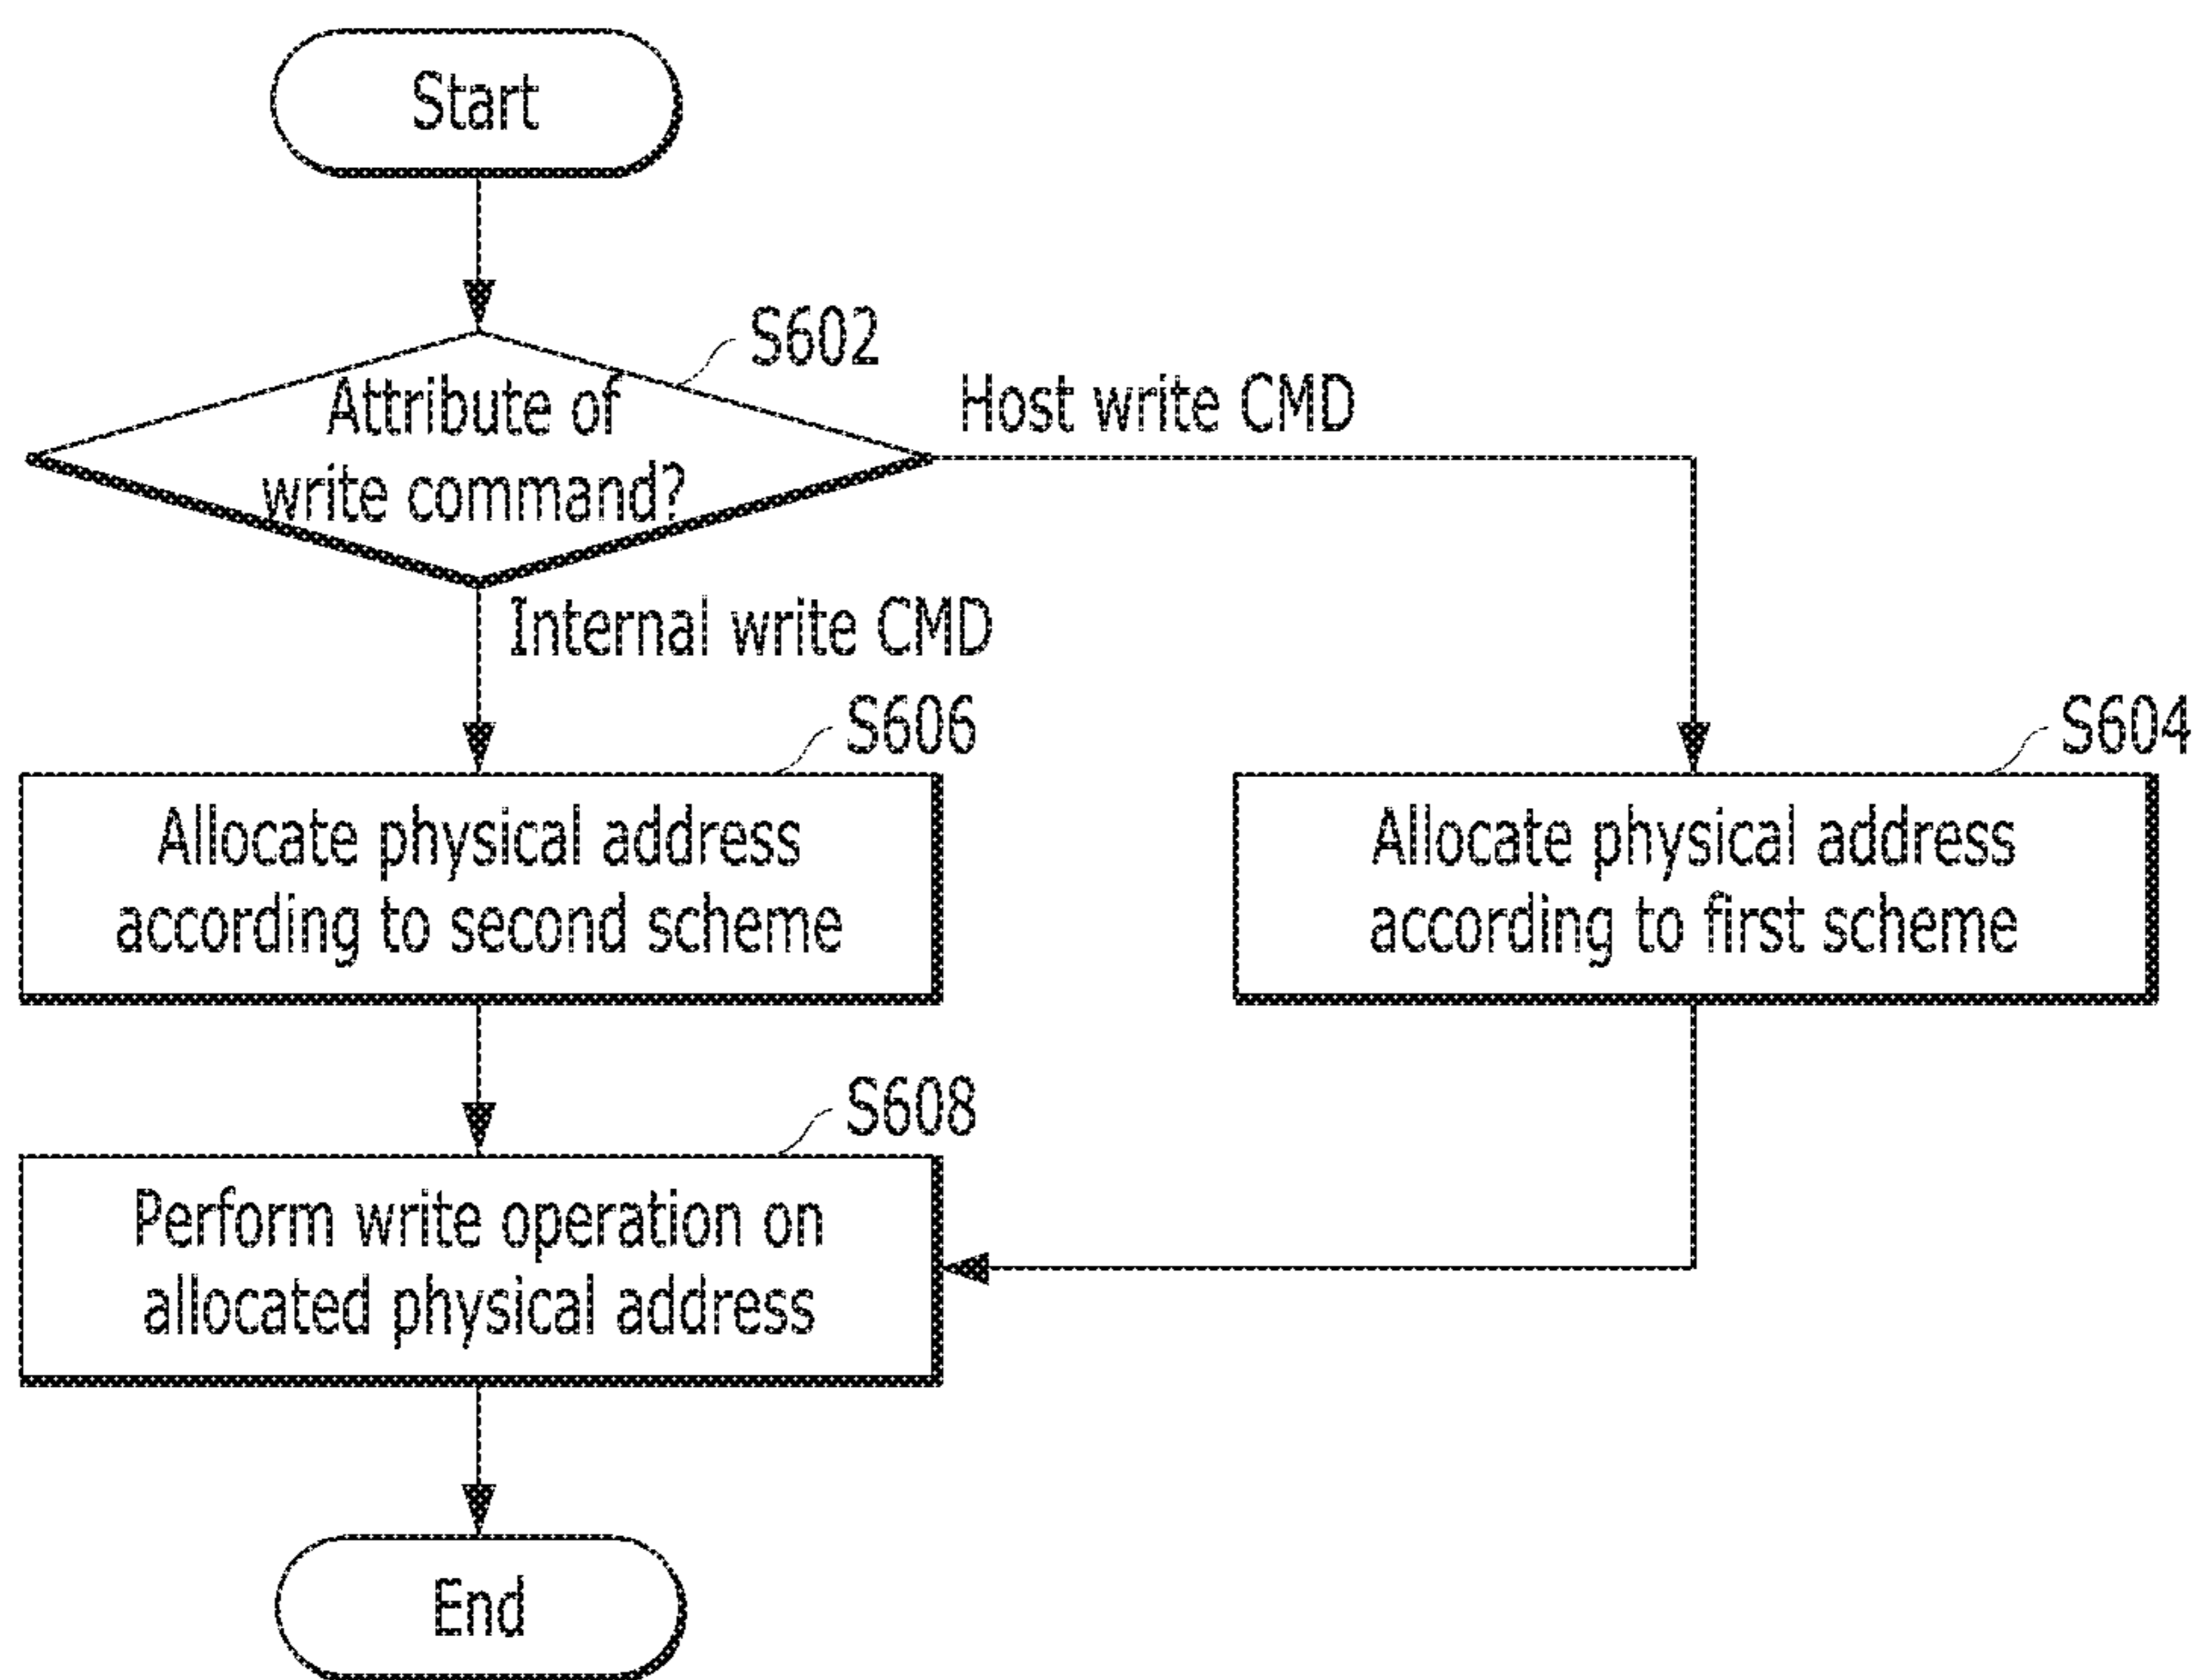 Start
S602
Attribute of
write command?
Host write CMD
Internal write CMD
S606
Allocate physical address
according to second scheme
S604
Allocate physical address
according to first scheme
S608
Perform write operation on
allocated physical address
End